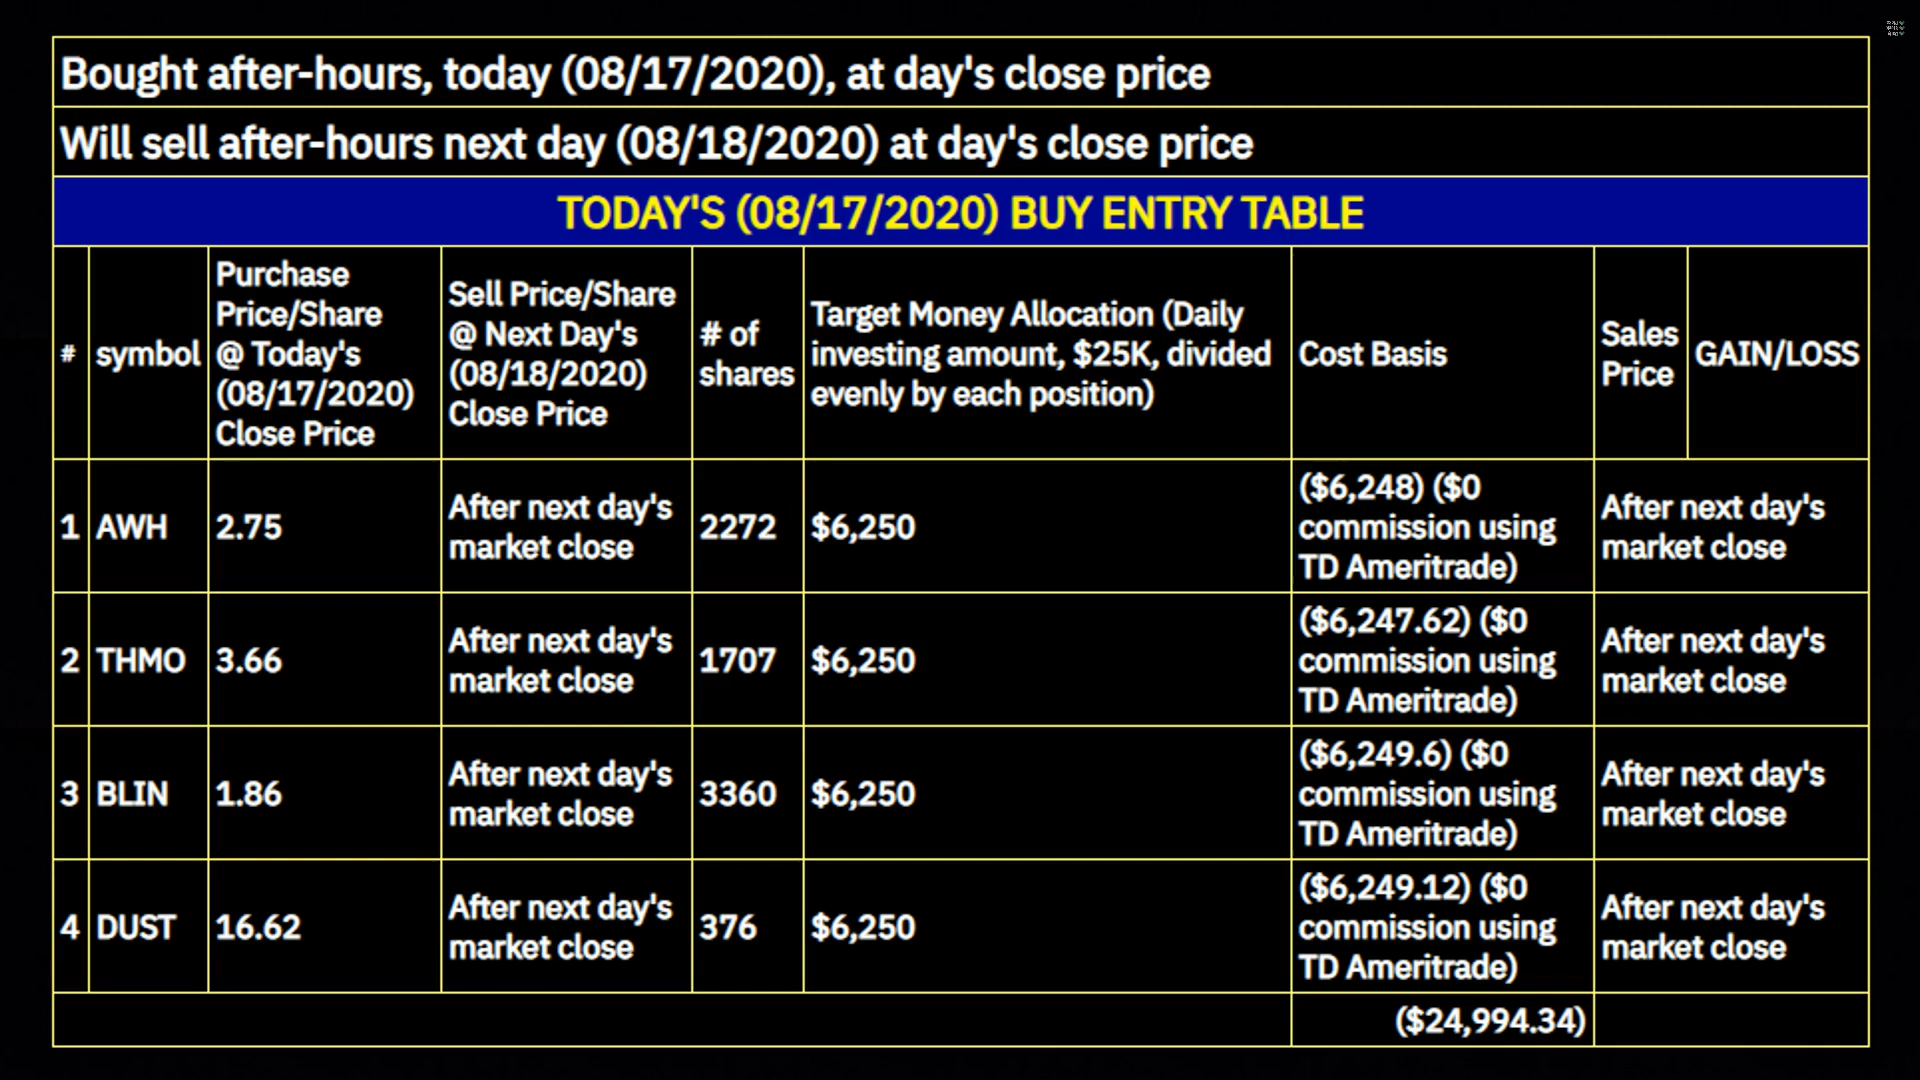 Bought after-hours, today (08/17/2020), at day's close price
Will sell after-hours next day (08/18/2020) at day's close price
TODAY'S (08/17/2020) BUY ENTRY TABLE
#
symbol
Purchase
Price/Share
@ Today's
(08/17/2020)
Close Price
Sell Price/Share
@ Next Day's
(08/18/2020)
Close Price
# of
shares
Target Money Allocation (Daily
investing amount, $25K, divided
evenly by each position)
Cost Basis
Sales
Price
GAIN/LOSS
1
AWH
2.75
After next day's
market close
2272
$6,250
($6,248) ($0
commission using
TD Ameritrade)
After next day's
market close
2
THMO
3.66
After next day's
market close
1707
$6,250
($6,247.62) ($0
commission using
TD Ameritrade)
After next day's
market close
3
BLIN
1.86
After next day's
market close
3360
$6,250
($6,249.6) ($0
commission using
TD Ameritrade)
After next day's
market close
4
DUST
16.62
After next day's
market close
376
$6,250
($6,249.12) ($0
commission using
TD Ameritrade)
After next day's
market close
($24,994.34)